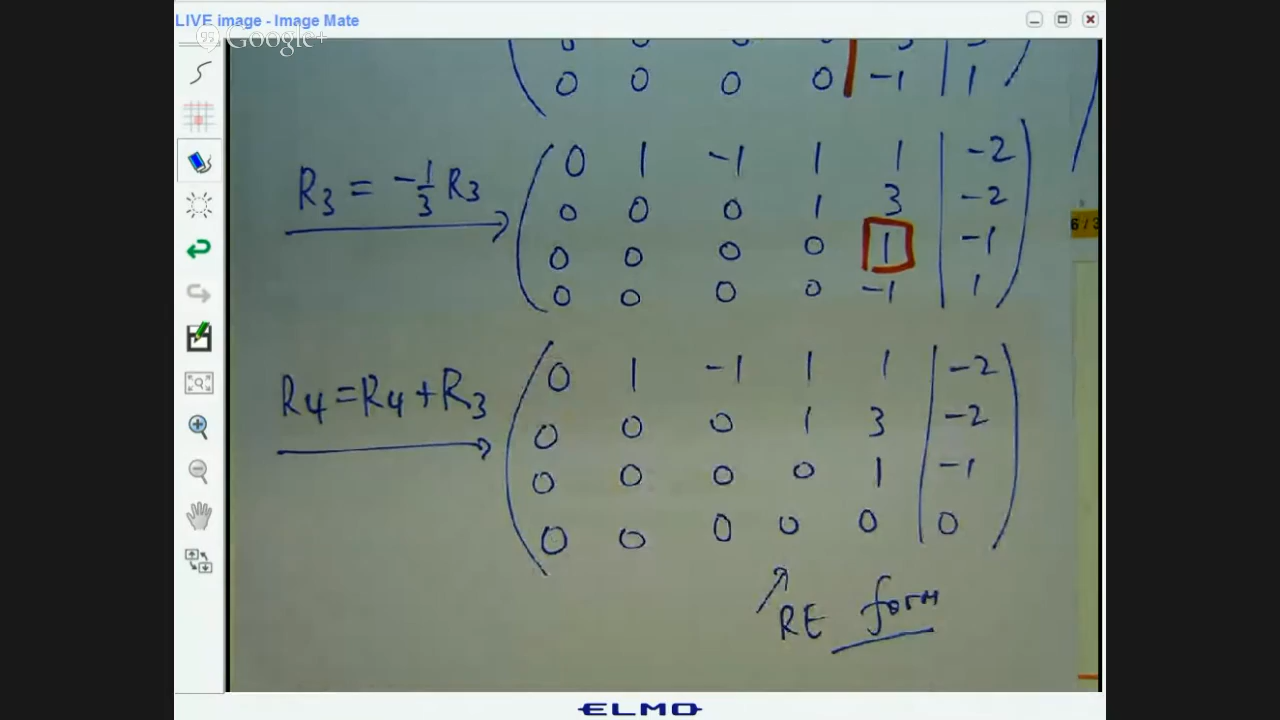 LIVE image - Image Mate
Google+
0 0 0 0 -1 | 1
R3 = -1/3 R3
0 1 -1 1 1 | -2
0 0 0 1 3 | -2
0 0 0 0 1 | -1
0 0 0 0 -1 | 1
6 / 3
R4 = R4 + R3
0 1 -1 1 1 | -2
0 0 0 1 3 | -2
0 0 0 0 1 | -1
0 0 0 0 0 | 0
RE form
ELMO